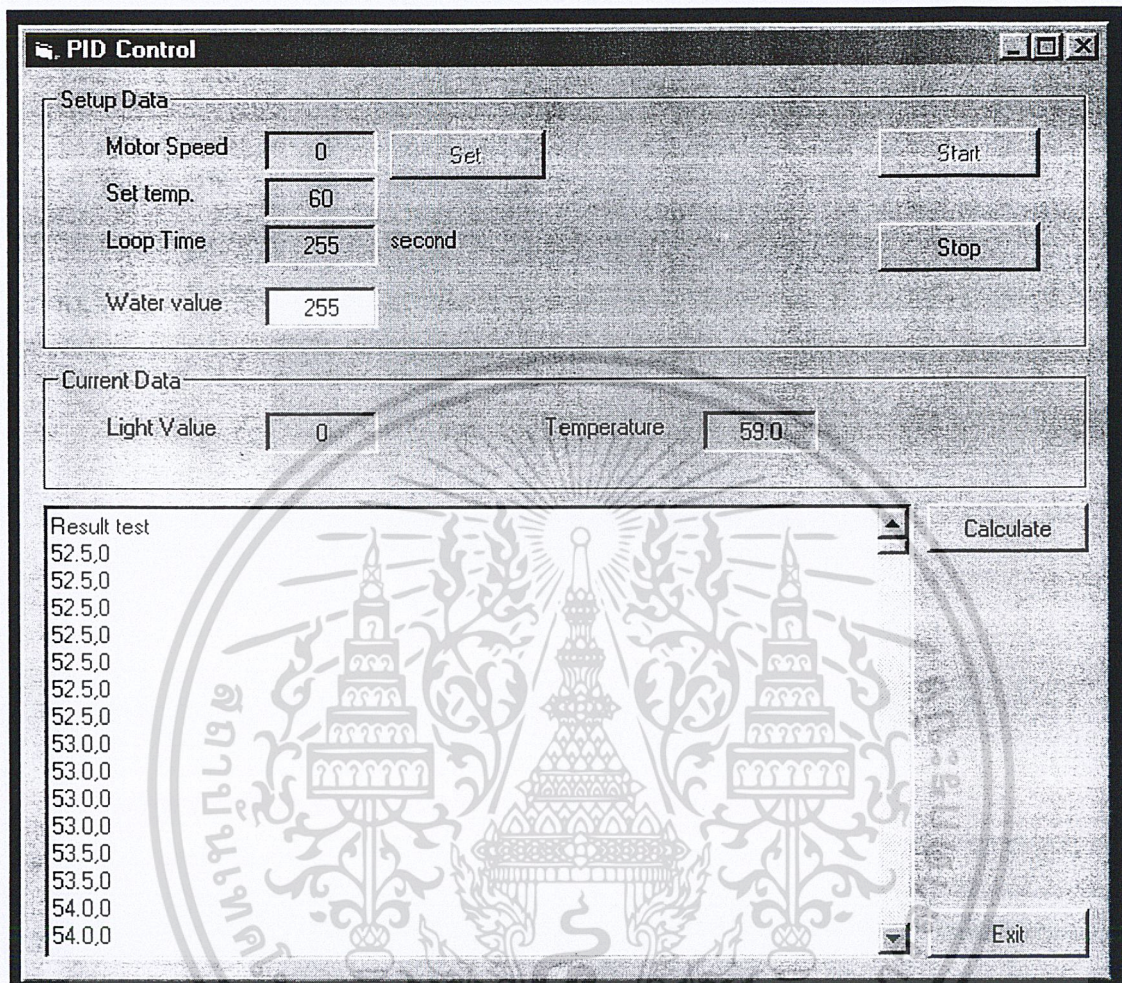 PID Control
Setup Data
Motor Speed 0 Set Start
Set temp. 60
Loop Time 255 second Stop
Water value 255
Current Data
Light Value 0 Temperature 59.0
Result test Calculate
52.5,0
52.5,0
52.5,0
52.5,0
52.5,0
52.5,0
52.5,0
53.0,0
53.0,0
53.0,0
53.0,0
53.5,0
53.5,0
54.0,0
54.0,0 Exit